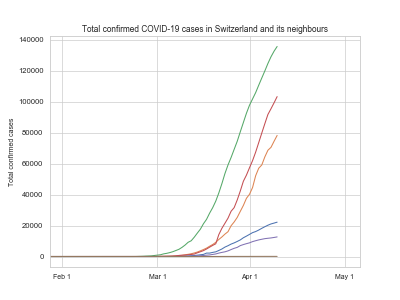 Total confirmed COVID-19 cases in Switzerland and its neighbours
Total confirmed cases
140000
120000
100000
80000
60000
40000
20000
0
Feb 1
Mar 1
Apr 1
May 1